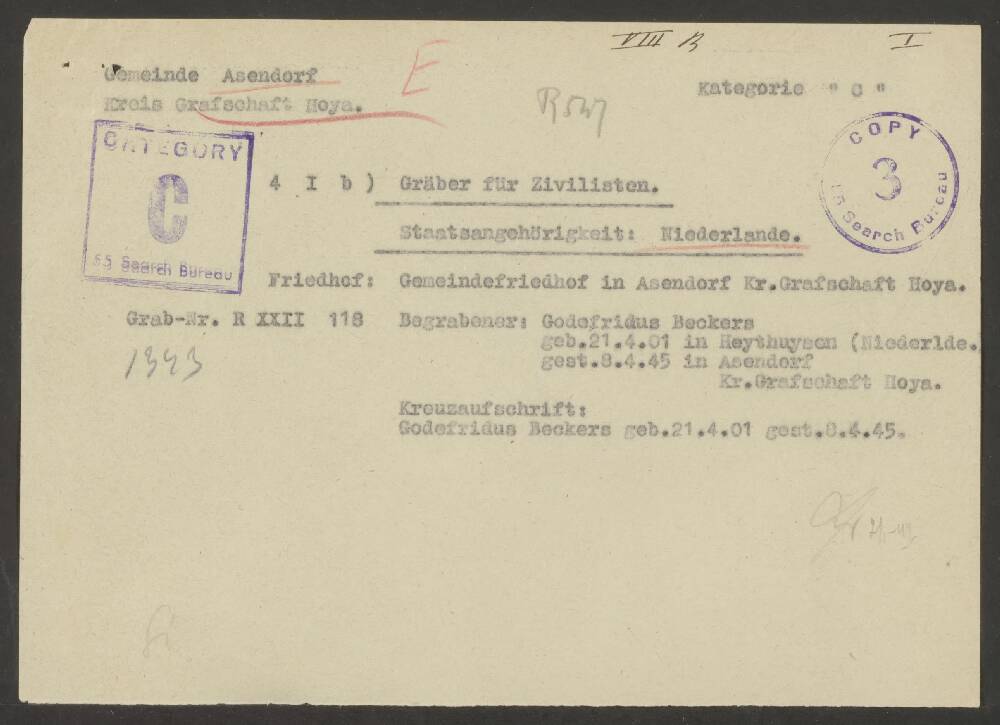 VIII B I
Gemeinde Asendorf E
Kreis Grafschaft Hoya.
Kategorie "C"
CATEGORY
C
Search Bureau
COPY
3
Search Bureau
4 I b) Gräber für Zivilisten.
Staatsangehörigkeit: Niederlande.
Friedhof: Gemeindefriedhof in Asendorf Kr.Grafschaft Hoya.
Grab-Nr. R XXII 118 Begrabener: Godefridus Beckers
geb.21.4.01 in Heythuysen (Niederlde.
1343
gest.8.4.45 in Asendorf
Kr.Grafschaft Hoya.
Kreuzaufschrift:
Godefridus Beckers geb.21.4.01 gest.8.4.45.